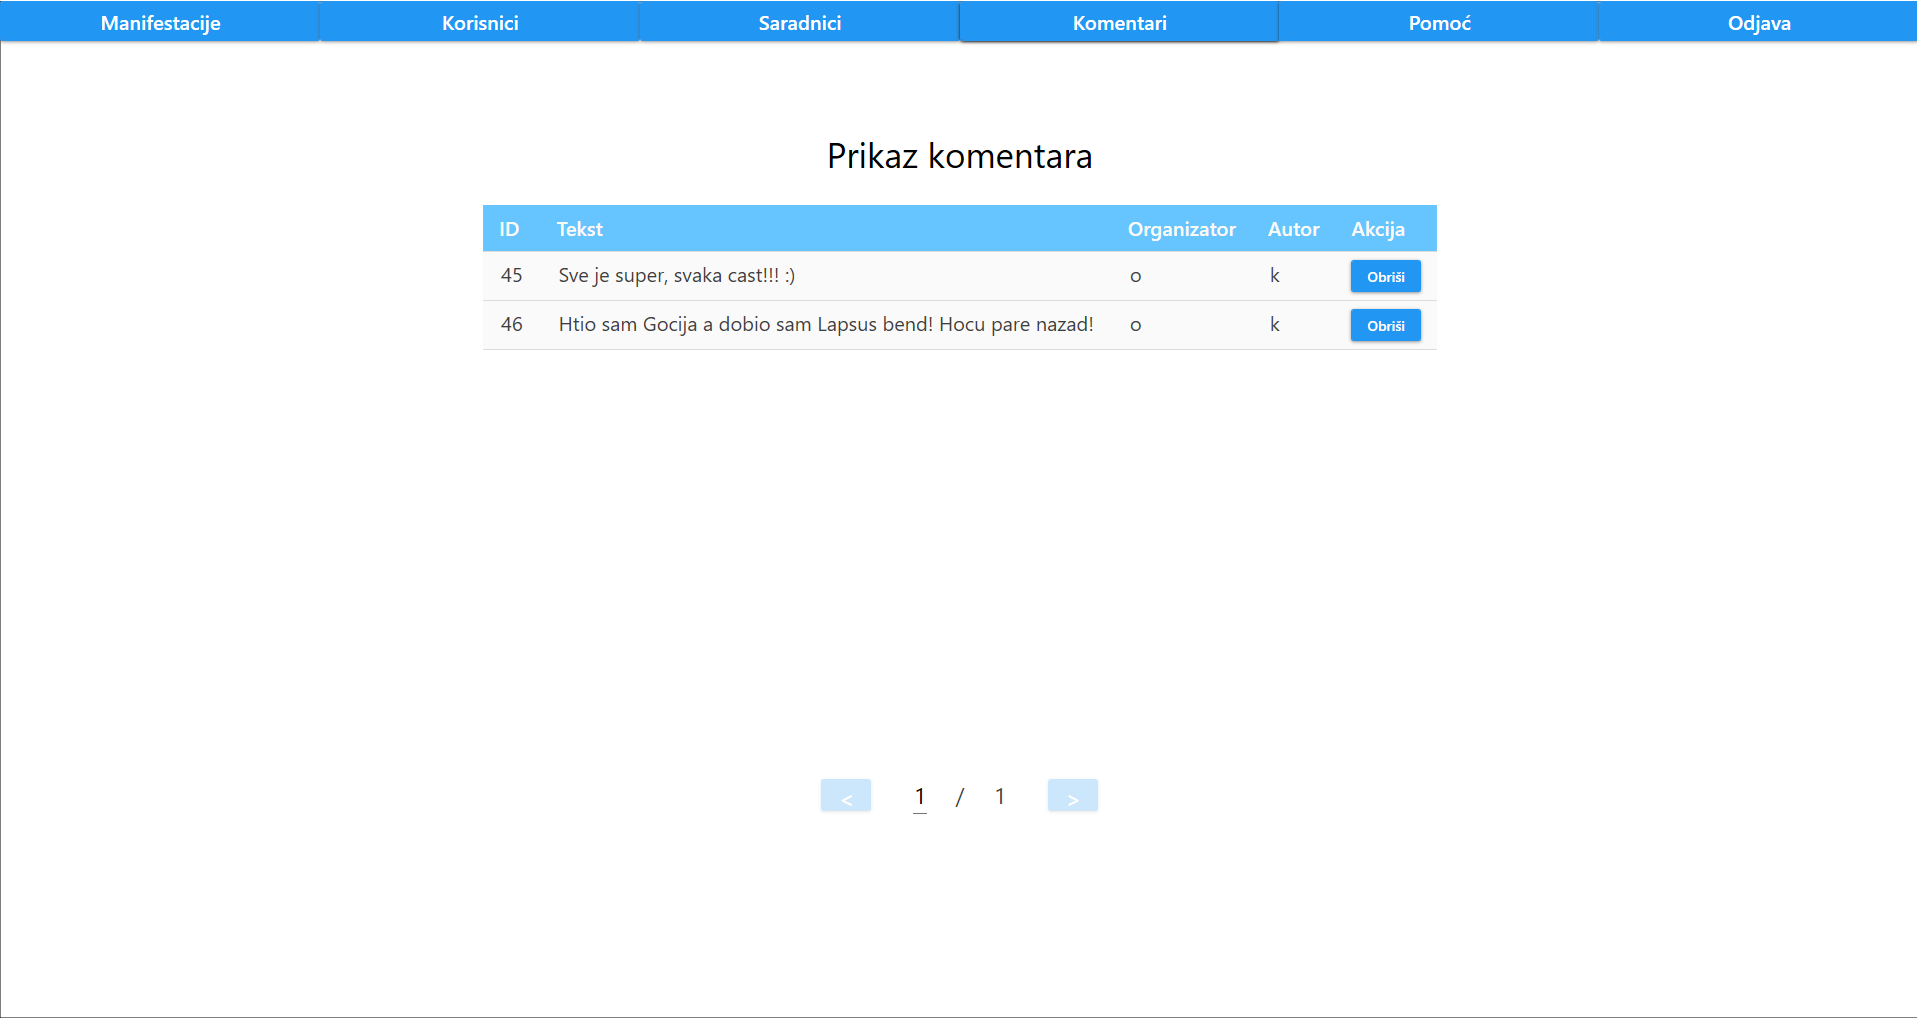 Manifestacije Korisnici Saradnici Komentari Pomoć Odjava
Prikaz komentara
ID Tekst Organizator Autor Akcija
45 Sve je super, svaka cast!!! :) o k Obriši
46 Htio sam Gocija a dobio sam Lapsus bend! Hocu pare nazad! o k Obriši
< 1 / 1 >